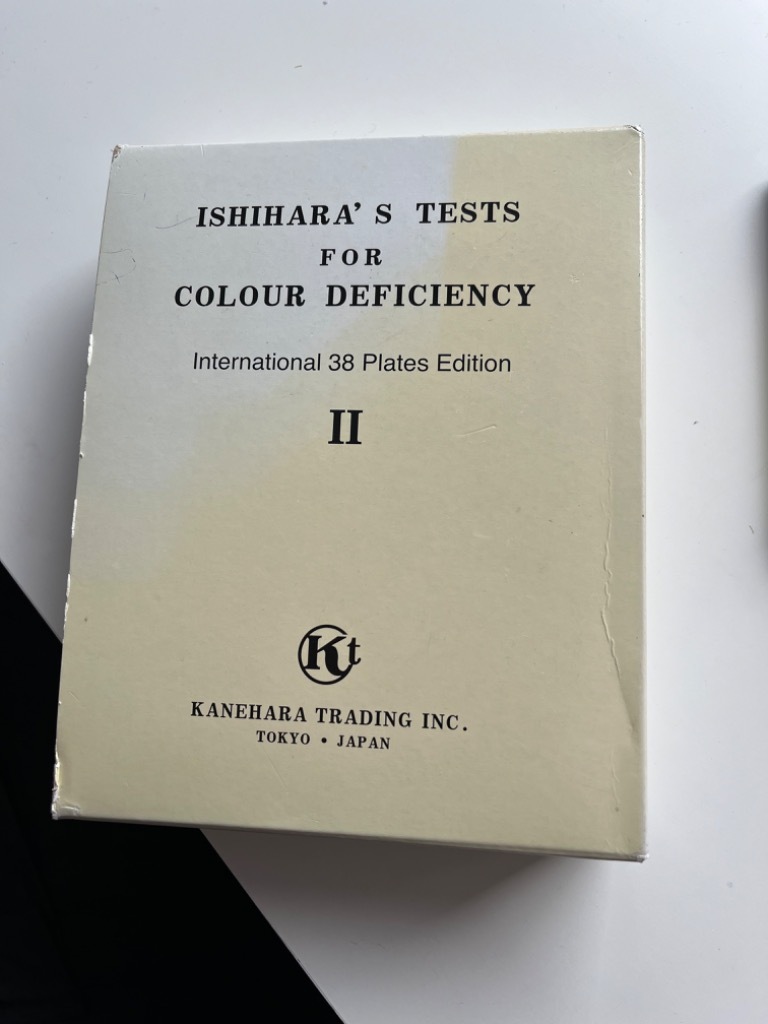 ISHIHARA' S TESTS
FOR
COLOUR DEFICIENCY
International 38 Plates Edition
II
Kt
KANEHARA TRADING INC.
TOKYO • JAPAN